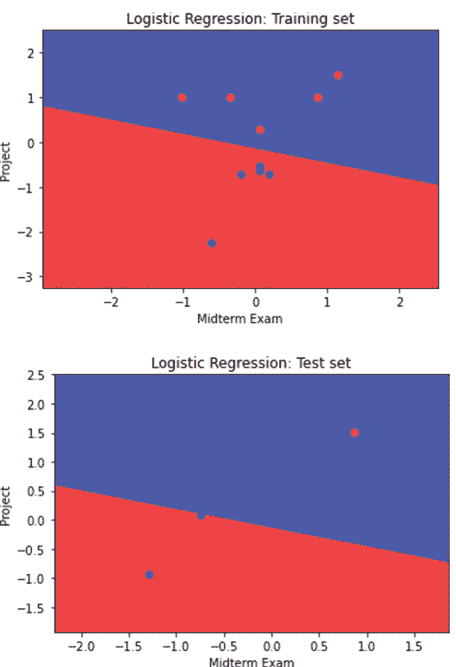 Logistic Regression: Training set
2
1
0
−1
−2
−3
Project
−2 −1 0 1 2
Midterm Exam
Logistic Regression: Test set
2.5
2.0
1.5
1.0
0.5
0.0
−0.5
−1.0
−1.5
Project
−2.0 −1.5 −1.0 −0.5 0.0 0.5 1.0 1.5
Midterm Exam